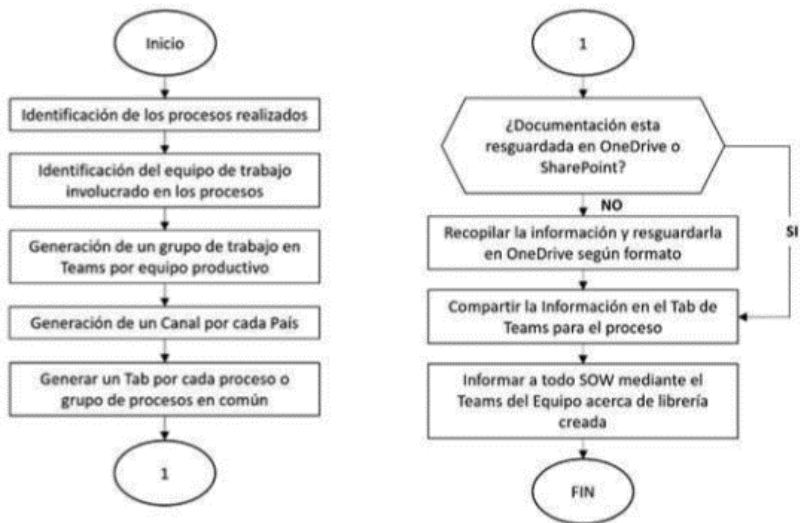 Inicio
Identificación de los procesos realizados
Identificación del equipo de trabajo
involucrado en los procesos
Generación de un grupo de trabajo en
Teams por equipo productivo
Generación de un Canal por cada País
Generar un Tab por cada proceso o
grupo de procesos en común
1
1
¿Documentación esta
resguardada en OneDrive o
SharePoint?
NO
SI
Recopilar la información y resguardarla
en OneDrive según formato
Compartir la Información en el Tab de
Teams para el proceso
Informar a todo SOW mediante el
Teams del Equipo acerca de librería
creada
FIN